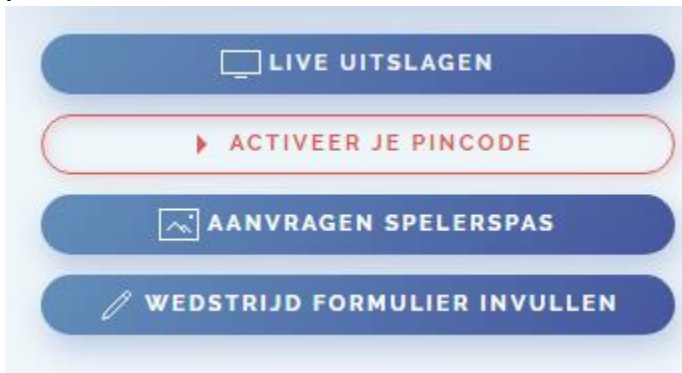 LIVE UITSLAGEN
ACTIVEER JE PINCODE
AANVRAGEN SPELERSPAS
WEDSTRIJD FORMULIER INVULLEN